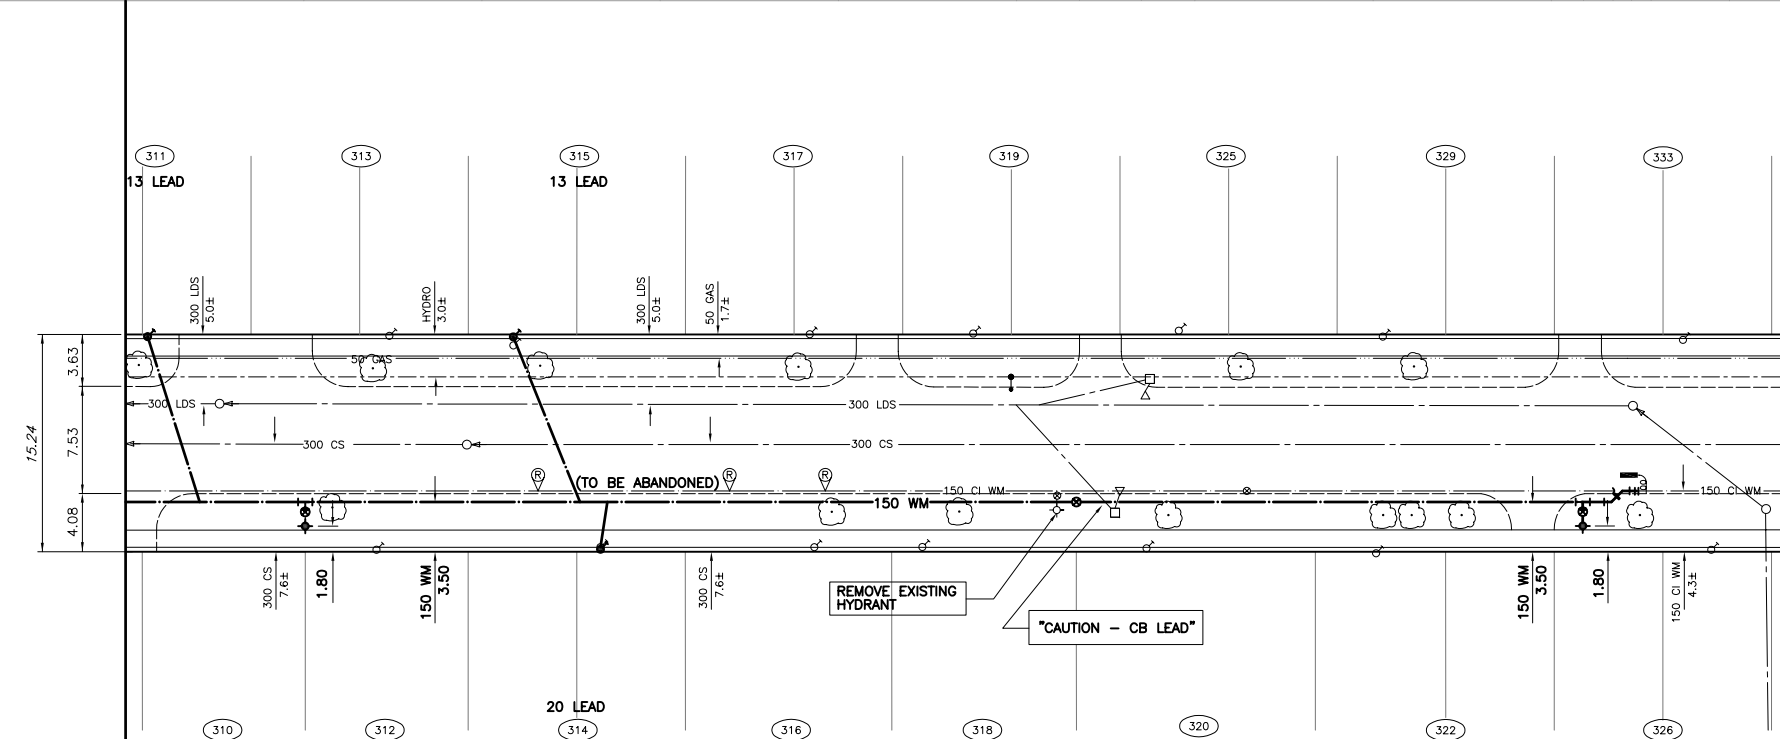 311
313
315
317
319
325
329
333
13 LEAD
13 LEAD
300 LDS
5.0±
HYDRO
3.0±
300 LDS
5.0±
50 GAS
1.7±
50 GAS
3.63
300 LDS
300 LDS
15.24
7.53
300 CS
300 CS
R
R
R
(TO BE ABANDONED)
150 CI WM
150 CI WM
150 WM
4.08
300 CS
7.6±
1.80
150 WM
3.50
300 CS
7.6±
REMOVE EXISTING
HYDRANT
"CAUTION – CB LEAD"
150 WM
3.50
1.80
150 CI WM
4.3±
20 LEAD
310
312
314
316
318
320
322
326